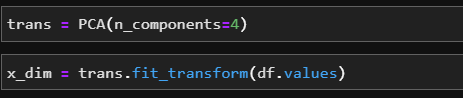 trans = PCA(n_components=4)
x_dim = trans.fit_transform(df.values)